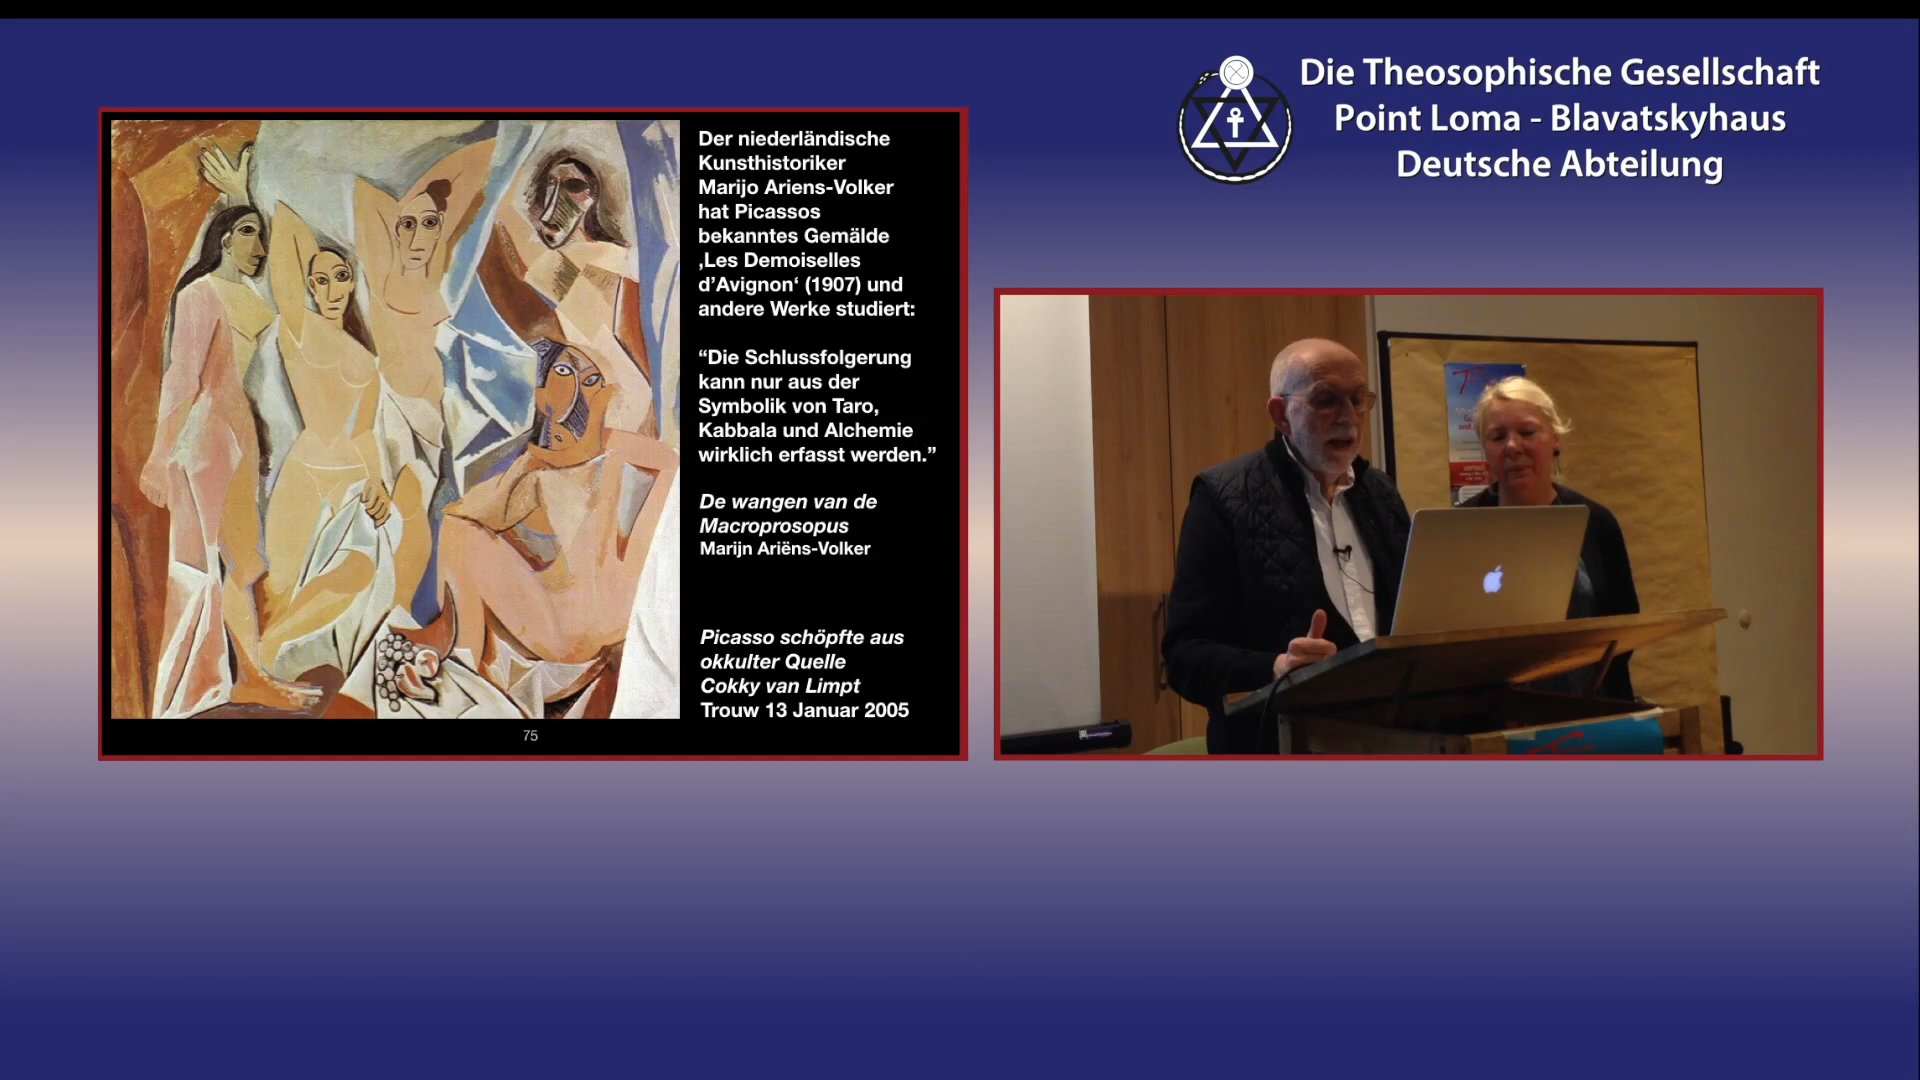 Die Theosophische Gesellschaft
Point Loma - Blavatskyhaus
Deutsche Abteilung
Der niederländische
Kunsthistoriker
Marijo Ariens-Volker
hat Picassos
bekanntes Gemälde
‚Les Demoiselles
d’Avignon‘ (1907) und
andere Werke studiert:
“Die Schlussfolgerung
kann nur aus der
Symbolik von Taro,
Kabbala und Alchemie
wirklich erfasst werden.”
De wangen van de
Macroprosopus
Marijn Ariëns-Volker
Picasso schöpfte aus
okkulter Quelle
Cokky van Limpt
Trouw 13 Januar 2005
75